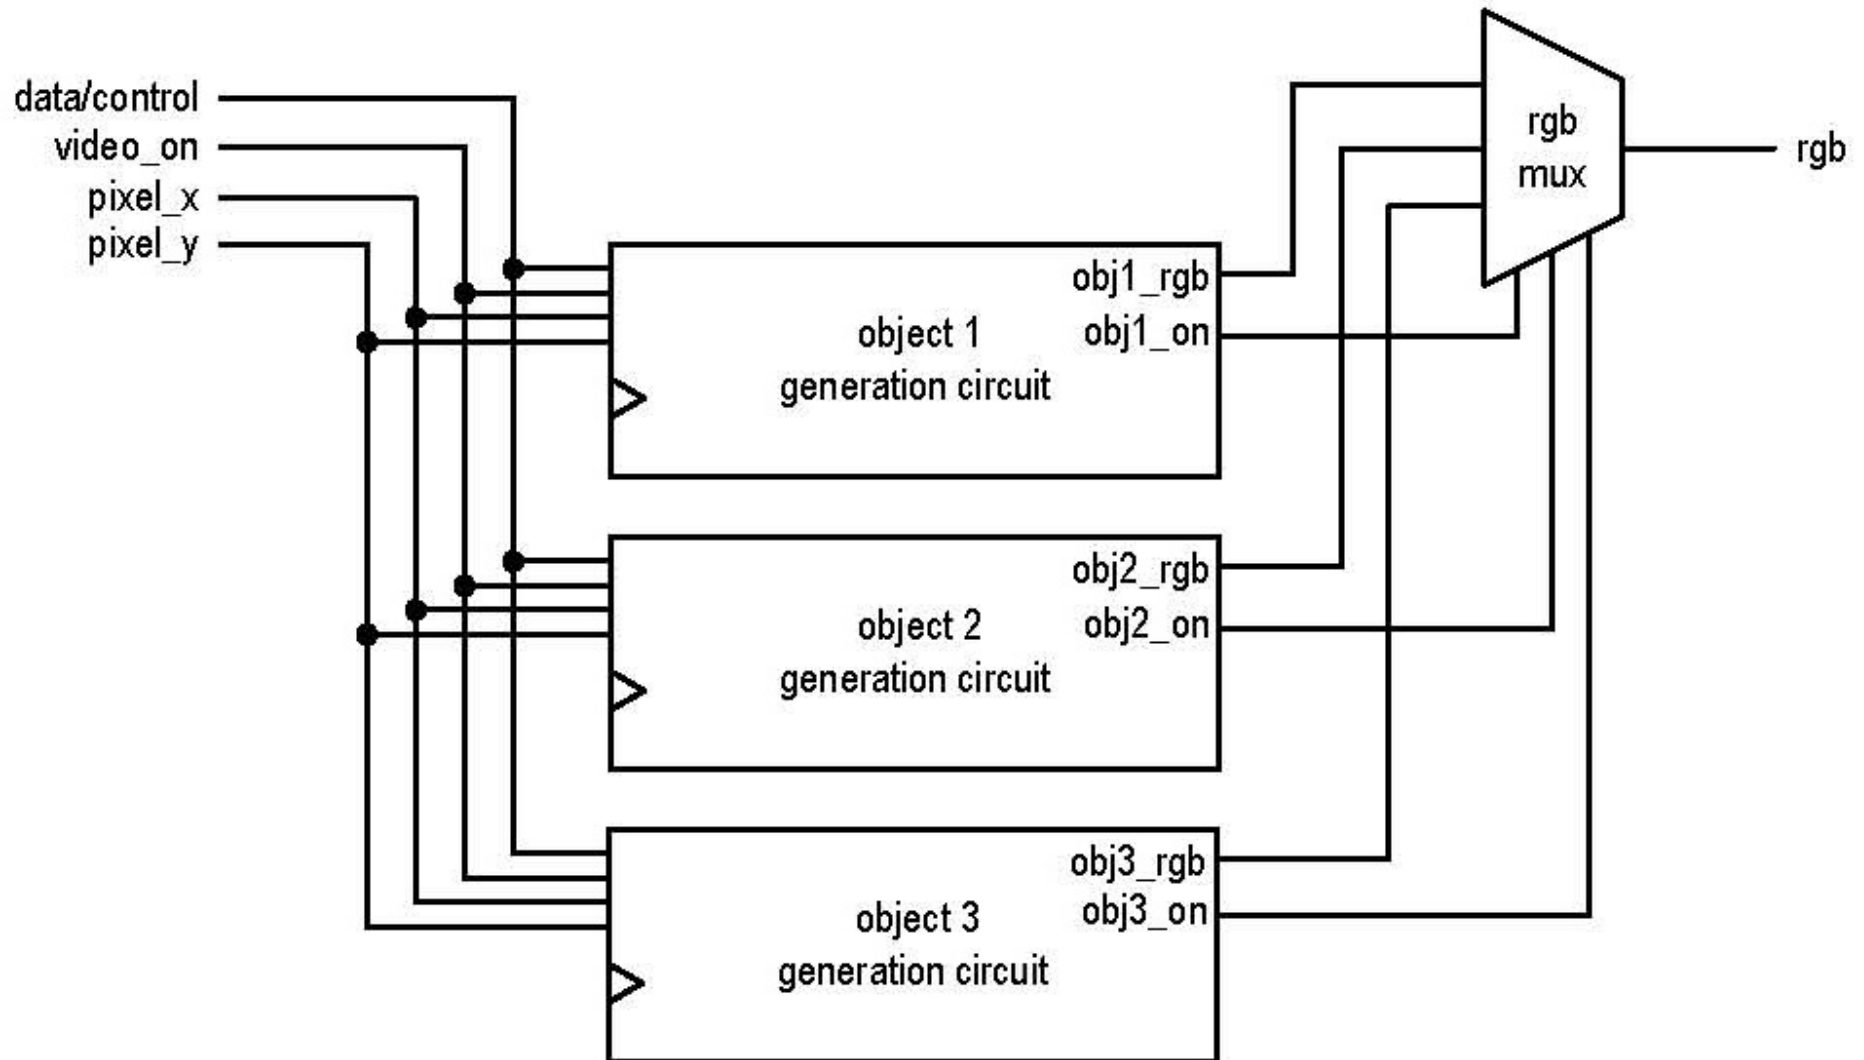 data/control
video_on
pixel_x
pixel_y
rgb
mux
rgb
obj1_rgb
obj1_on
object 1
generation circuit
obj2_rgb
obj2_on
object 2
generation circuit
obj3_rgb
obj3_on
object 3
generation circuit